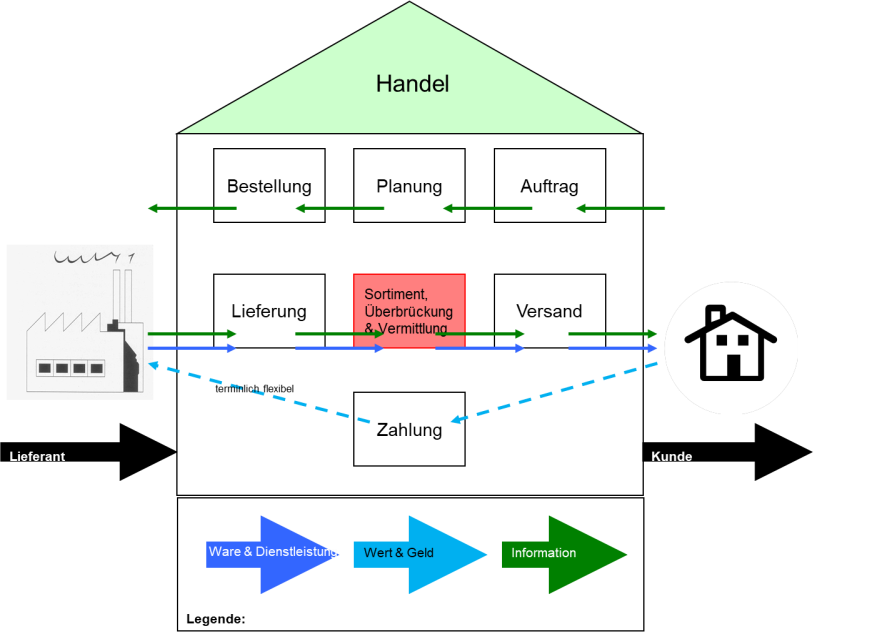 Handel
Bestellung
Planung
Auftrag
Lieferung
Sortiment,
Überbrückung
& Vermittlung
Versand
terminlich flexibel
Zahlung
Lieferant
Kunde
Ware & Dienstleistung
Wert & Geld
Information
Legende: